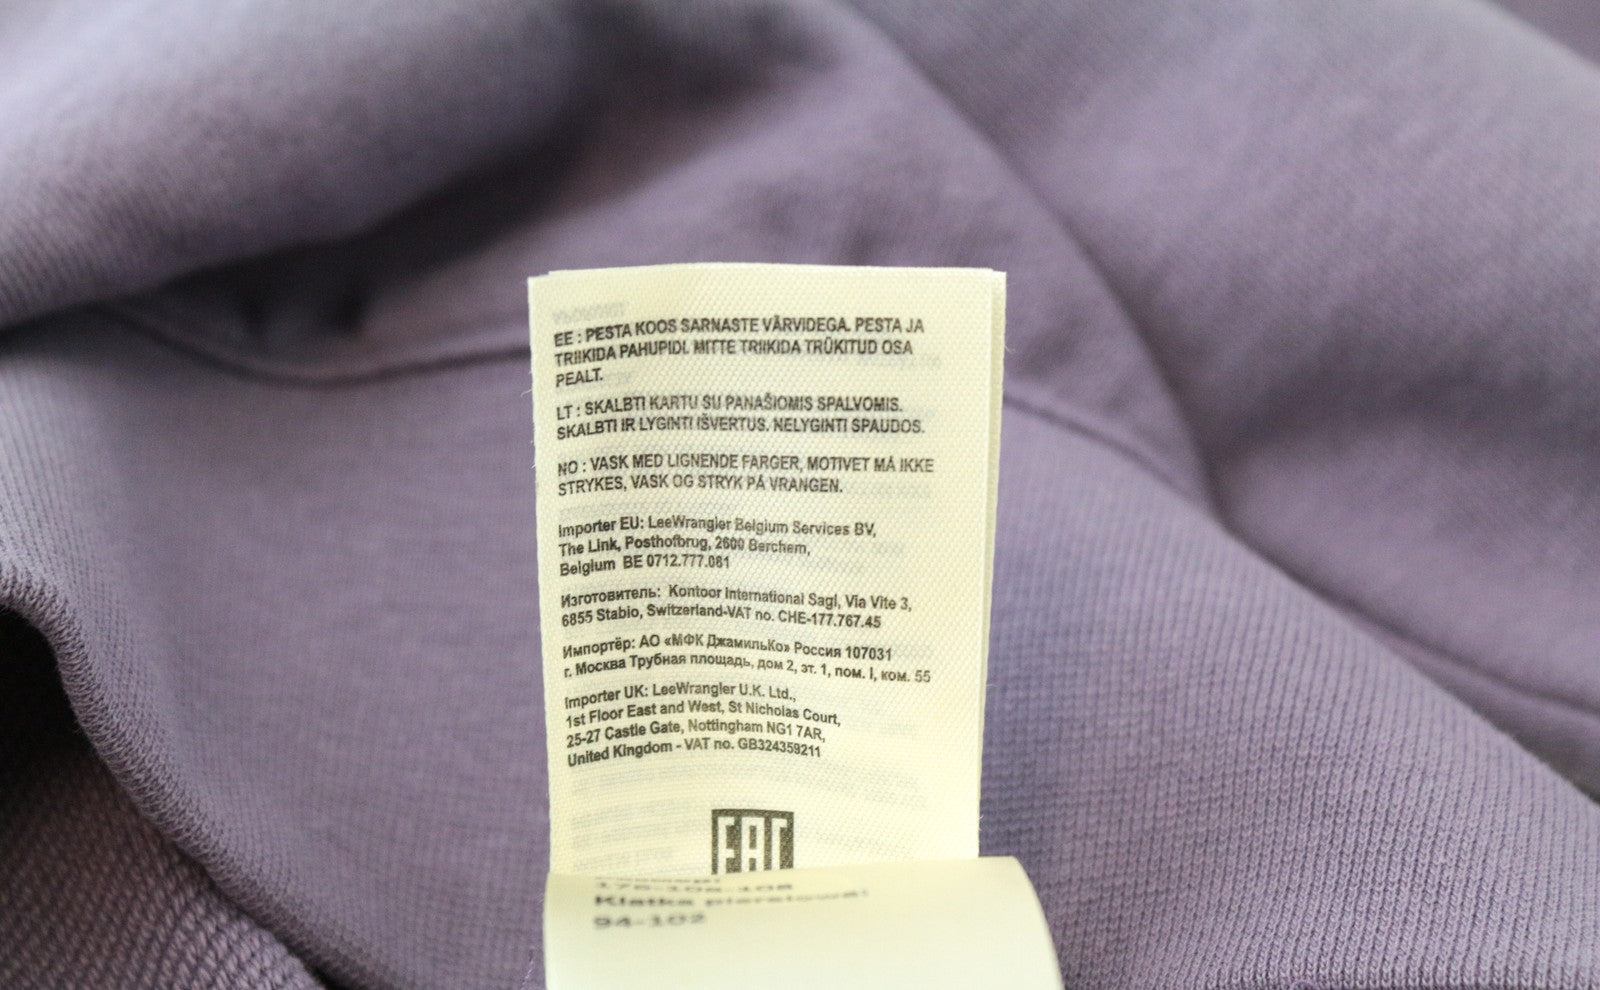 EE : PESTA KOOS SARNASTE VÄRVIDEGA. PESTA JA
TRIIKIDA PAHUPIDI. MITTE TRIIKIDA TRÜKITUD OSA
PEALT.
LT : SKALBTI KARTU SU PANAŠIOMIS SPALVOMIS.
SKALBTI IR LYGINTI IŠVERTUS. NELYGINTI SPAUDOS.
NO : VASK MED LIGNENDE FARGER, MOTIVET MÅ IKKE
STRYKES, VASK OG STRYK PÅ VRANGEN.
Importer EU: LeeWrangler Belgium Services BV,
The Link, Posthofbrug, 2600 Berchem,
Belgium BE 0712.777.081
Изготовитель: Kontoor International Sagl, Via Vite 3,
6855 Stabio, Switzerland-VAT no. CHE-177.767.45
Импортёр: АО «МФК ДжамильКо» Россия 107031
г. Москва Трубная площадь, дом 2, эт. 1, пом. I, ком. 55
Importer UK: LeeWrangler U.K. Ltd.,
1st Floor East and West, St Nicholas Court,
25-27 Castle Gate, Nottingham NG1 7AR,
United Kingdom - VAT no. GB324359211
EAC
176-108-108
Klatka piersiowa:
94-102